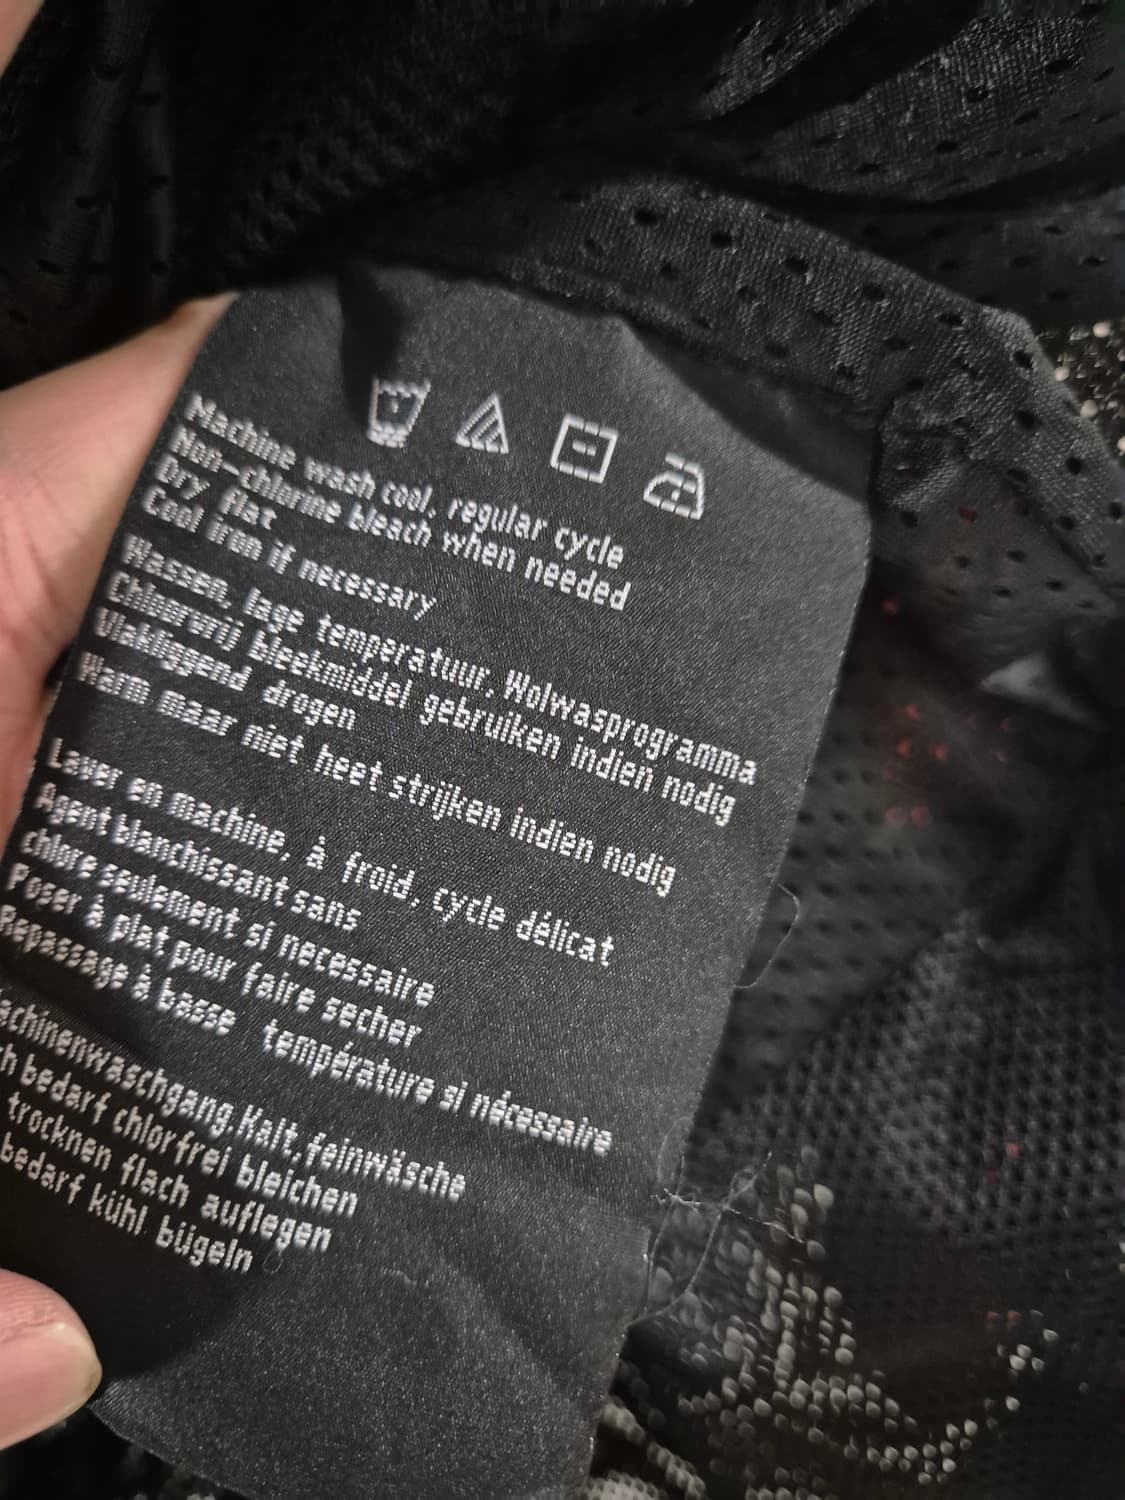 Machine wash cool, regular cycle
Non-chlorine bleach when needed
Dry flat
Cool iron if necessary
Wassen, lage temperatuur. Wolwasprogramma
Chloorvrij bleekmiddel gebruiken indien nodig
Vlakliggend drogen
Warm maar niet heet strijken indien nodig
Laver en machine, à froid, cycle délicat
Agent blanchissant sans
chlore seulement si necessaire
Poser à plat pour faire secher
Repassage à basse température si nécessaire
aschinenwaschgang. Kalt, feinwäsche
h bedarf chlorfrei bleichen
trocknen flach auflegen
bedarf kühl bügeln